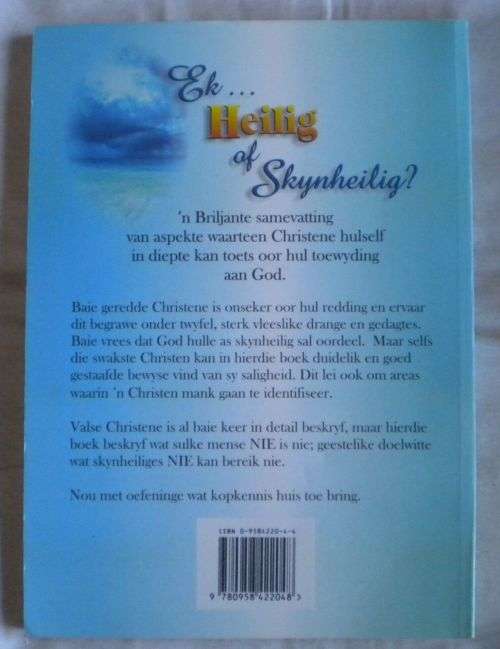 Ek ...
Heilig
of
Skynheilig?
'n Briljante samevatting
van aspekte waarteen Christene hulself
in diepte kan toets oor hul toewyding
aan God.
Baie geredde Christene is onseker oor hul redding en ervaar
dit begrawe onder twyfel, sterk vleeslike drange en gedagtes.
Baie vrees dat God hulle as skynheilig sal oordeel. Maar selfs
die swakste Christen kan in hierdie boek duidelik en goed
gestaafde bewyse vind van sy saligheid. Dit lei ook om areas
waarin 'n Christen mank gaan te identifiseer.
Valse Christene is al baie keer in detail beskryf, maar hierdie
boek beskryf wat sulke mense NIE is nie; geestelike doelwitte
wat skynheiliges NIE kan bereik nie.
Nou met oefeninge wat kopkennis huis toe bring.
ISBN 0-9584220-4-6
9 780958 422048 >